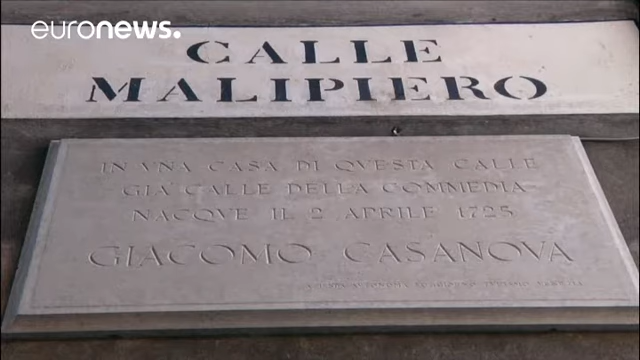 euronews.
CALLE
MALIPIERO
IN VNA CASA DI QVESTA CALLE
GIÀ CALLE DELLA COMMEDIA
NACQVE IL 2 APRILE 1725
GIACOMO CASANOVA